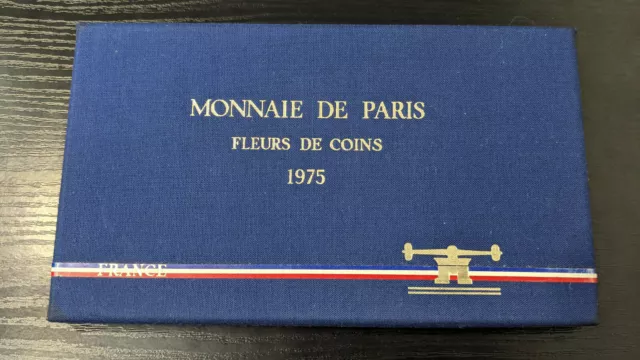 MONNAIE DE PARIS
FLEURS DE COINS
1975
FRANCE